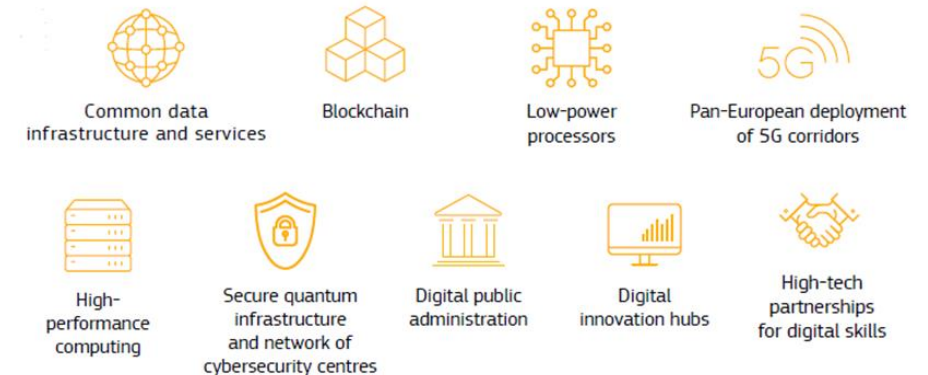 5G
Common data
infrastructure and services
Blockchain
Low-power
processors
Pan-European deployment
of 5G corridors
High-
performance
computing
Secure quantum
infrastructure
and network of
cybersecurity centres
Digital public
administration
Digital
innovation hubs
High-tech
partnerships
for digital skills